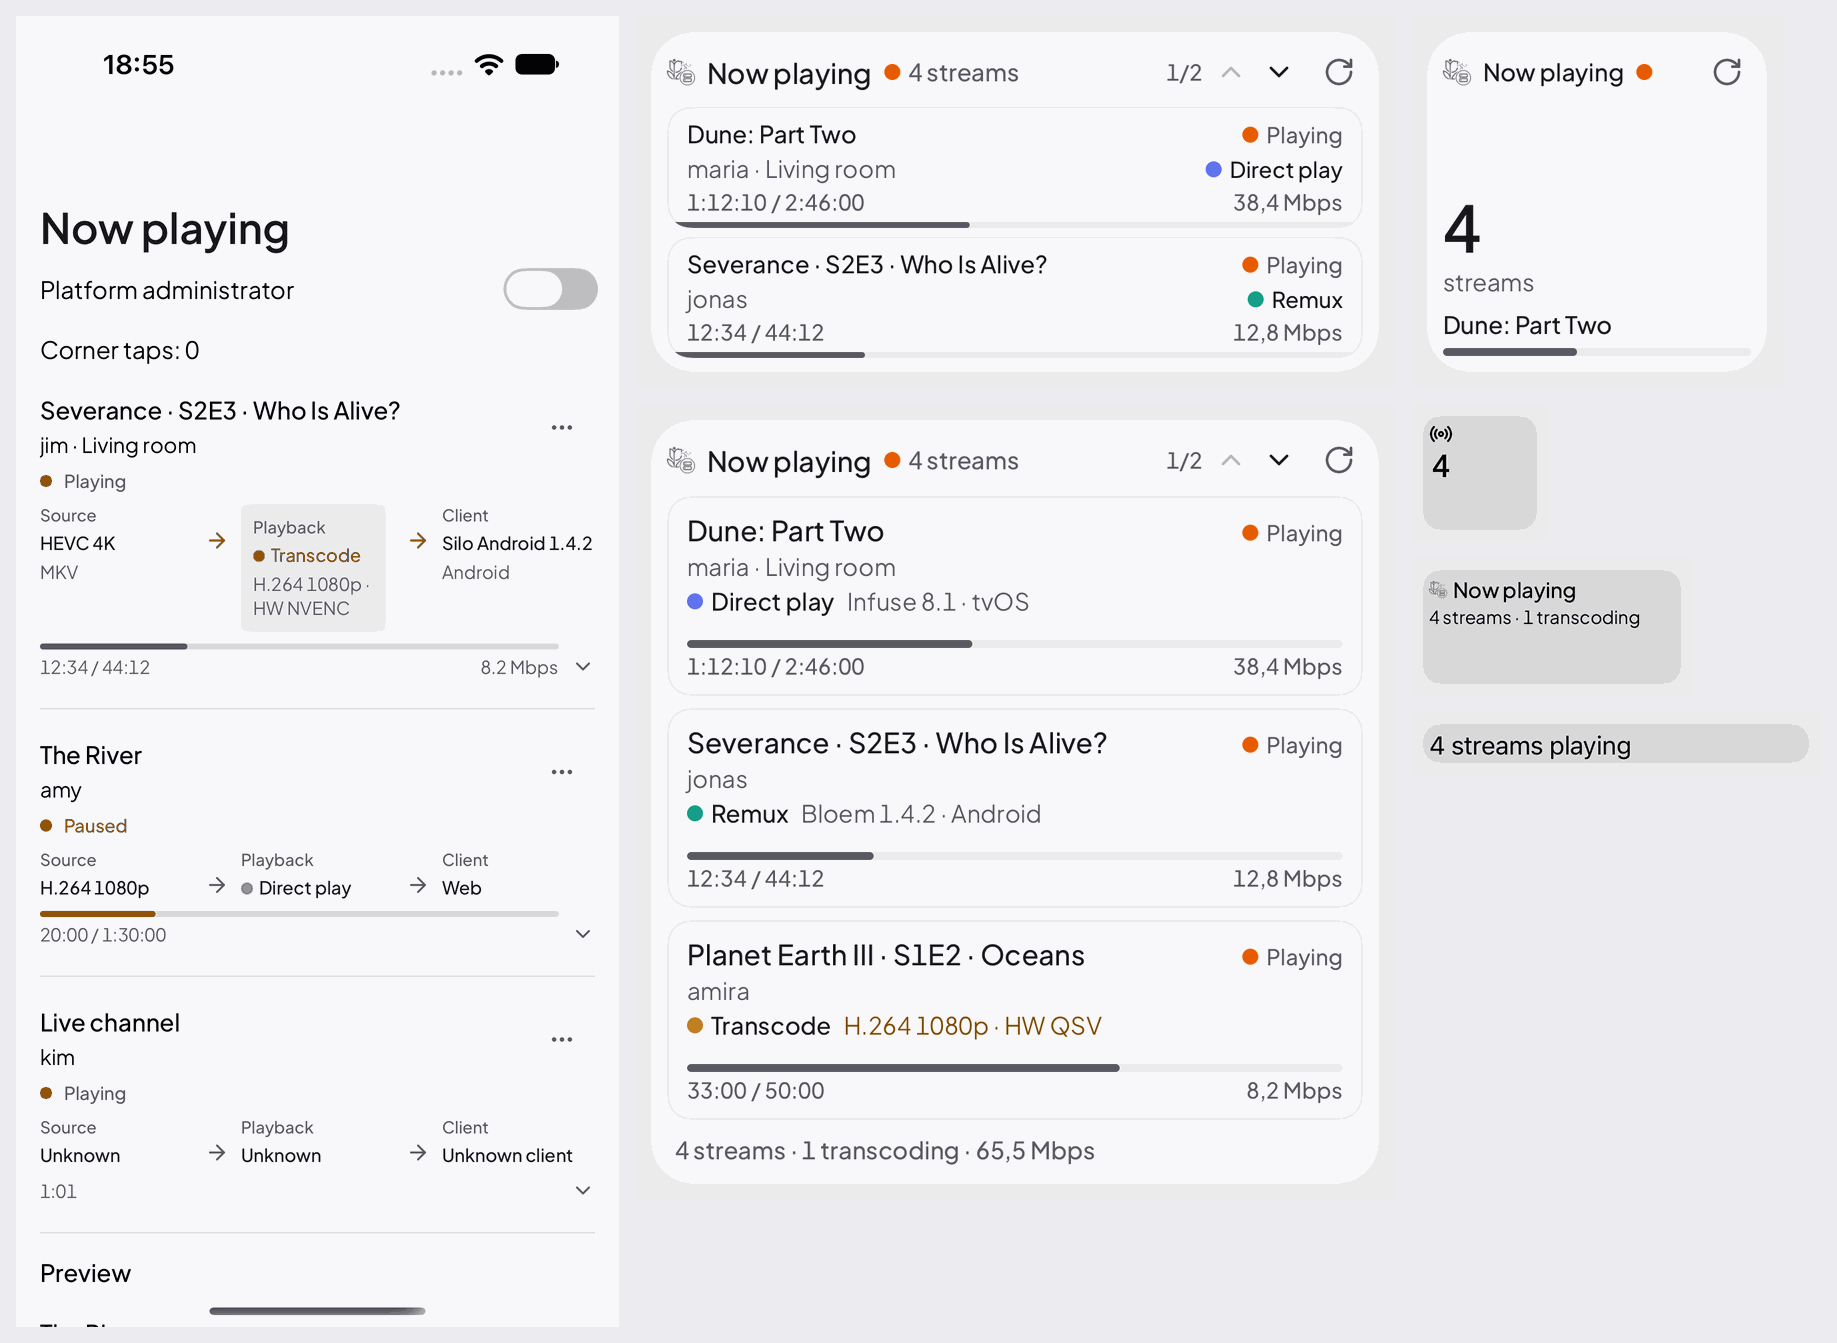 18:55
Now playing
Platform administrator
Corner taps: 0
Severance · S2E3 · Who Is Alive?
jim · Living room
Playing
Source
HEVC 4K
MKV
Playback
Transcode
H.264 1080p ·
HW NVENC
Client
Silo Android 1.4.2
Android
12:34 / 44:12
8.2 Mbps
The River
amy
Paused
Source
H.264 1080p
Playback
Direct play
Client
Web
20:00 / 1:30:00
Live channel
kim
Playing
Source
Unknown
Playback
Unknown
Client
Unknown client
1:01
Preview
Now playing 4 streams 1/2
Dune: Part Two
Playing
maria · Living room
Direct play
1:12:10 / 2:46:00
38,4 Mbps
Severance · S2E3 · Who Is Alive?
Playing
jonas
Remux
12:34 / 44:12
12,8 Mbps
Now playing 4 streams 1/2
Dune: Part Two
Playing
maria · Living room
Direct play Infuse 8.1 · tvOS
1:12:10 / 2:46:00
38,4 Mbps
Severance · S2E3 · Who Is Alive?
Playing
jonas
Remux Bloem 1.4.2 · Android
12:34 / 44:12
12,8 Mbps
Planet Earth III · S1E2 · Oceans
Playing
amira
Transcode H.264 1080p · HW QSV
33:00 / 50:00
8,2 Mbps
4 streams · 1 transcoding · 65,5 Mbps
Now playing
4
streams
Dune: Part Two
4
Now playing
4 streams · 1 transcoding
4 streams playing